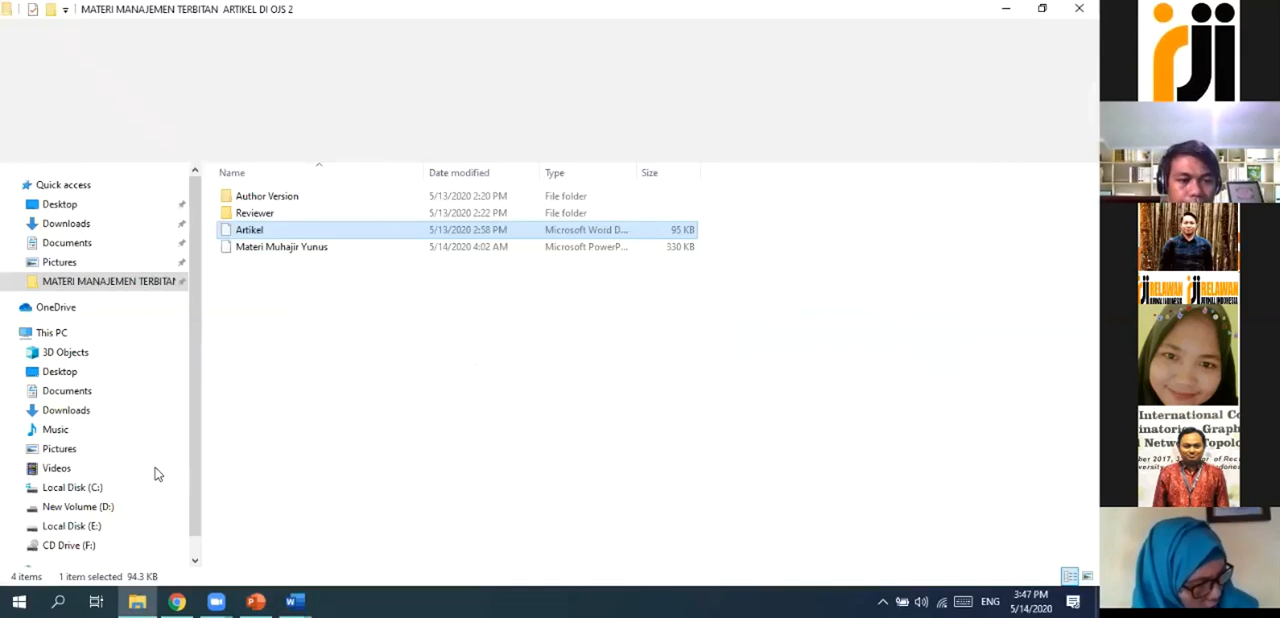 MATERI MANAJEMEN TERBITAN ARTIKEL DI OJS 2
Name
Date modified
Type
Size
Quick access
Desktop
Downloads
Documents
Pictures
MATERI MANAJEMEN TERBITAN
OneDrive
This PC
3D Objects
Desktop
Documents
Downloads
Music
Pictures
Videos
Local Disk (C:)
New Volume (D:)
Local Disk (E:)
CD Drive (F:)
Author Version 5/13/2020 2:20 PM File folder
Reviewer 5/13/2020 2:22 PM File folder
Artikel 5/13/2020 2:58 PM Microsoft Word D... 95 KB
Materi Muhajir Yunus 5/14/2020 4:02 AM Microsoft PowerP... 330 KB
4 items 1 item selected 94.3 KB
ENG
3:47 PM
5/14/2020
rji
RELAWAN RELAWAN
JURNAL INDONESIA
International Co
inatorics, Graph
l Network Topolo